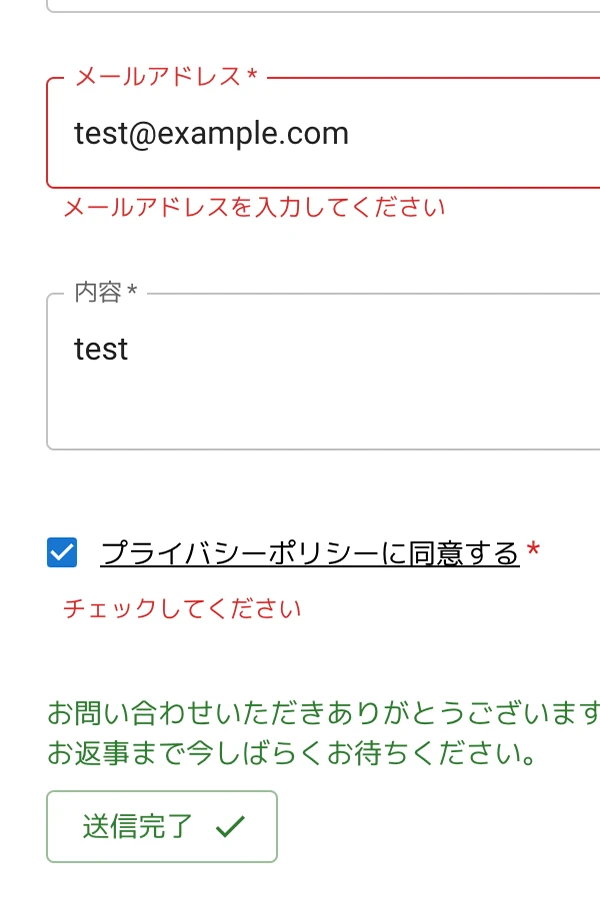 メールアドレス *
test@example.com
メールアドレスを入力してください
内容 *
test
プライバシーポリシーに同意する *
チェックしてください
お問い合わせいただきありがとうございます
お返事まで今しばらくお待ちください。
送信完了